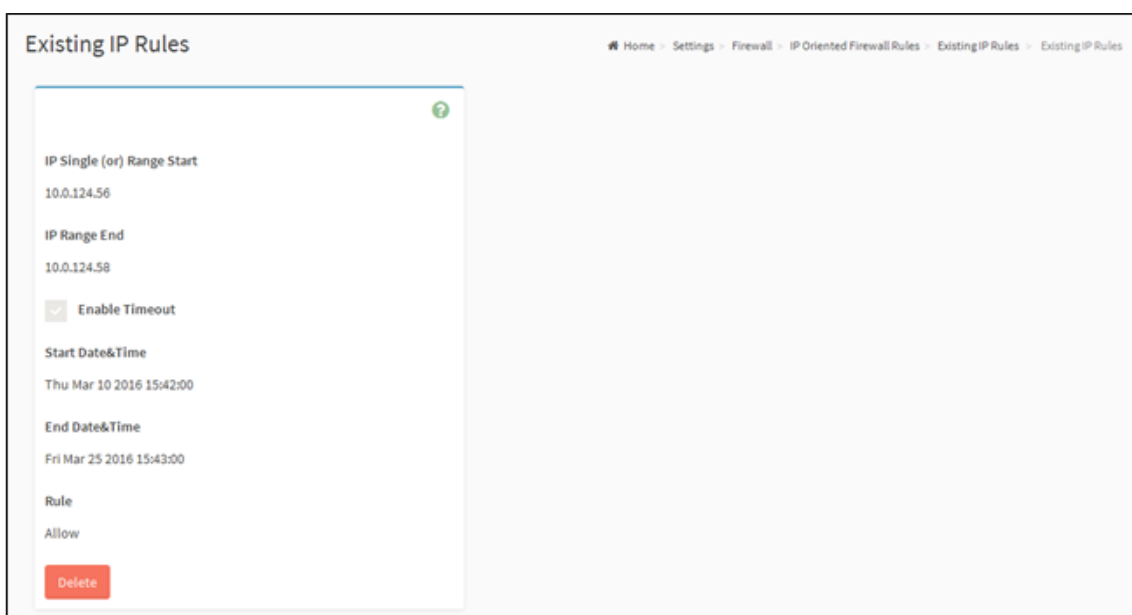 Existing IP Rules
Home > Settings > Firewall > IP Oriented Firewall Rules > Existing IP Rules > Existing IP Rules
?
IP Single (or) Range Start
10.0.124.56
IP Range End
10.0.124.58
Enable Timeout
Start Date&Time
Thu Mar 10 2016 15:42:00
End Date&Time
Fri Mar 25 2016 15:43:00
Rule
Allow
Delete